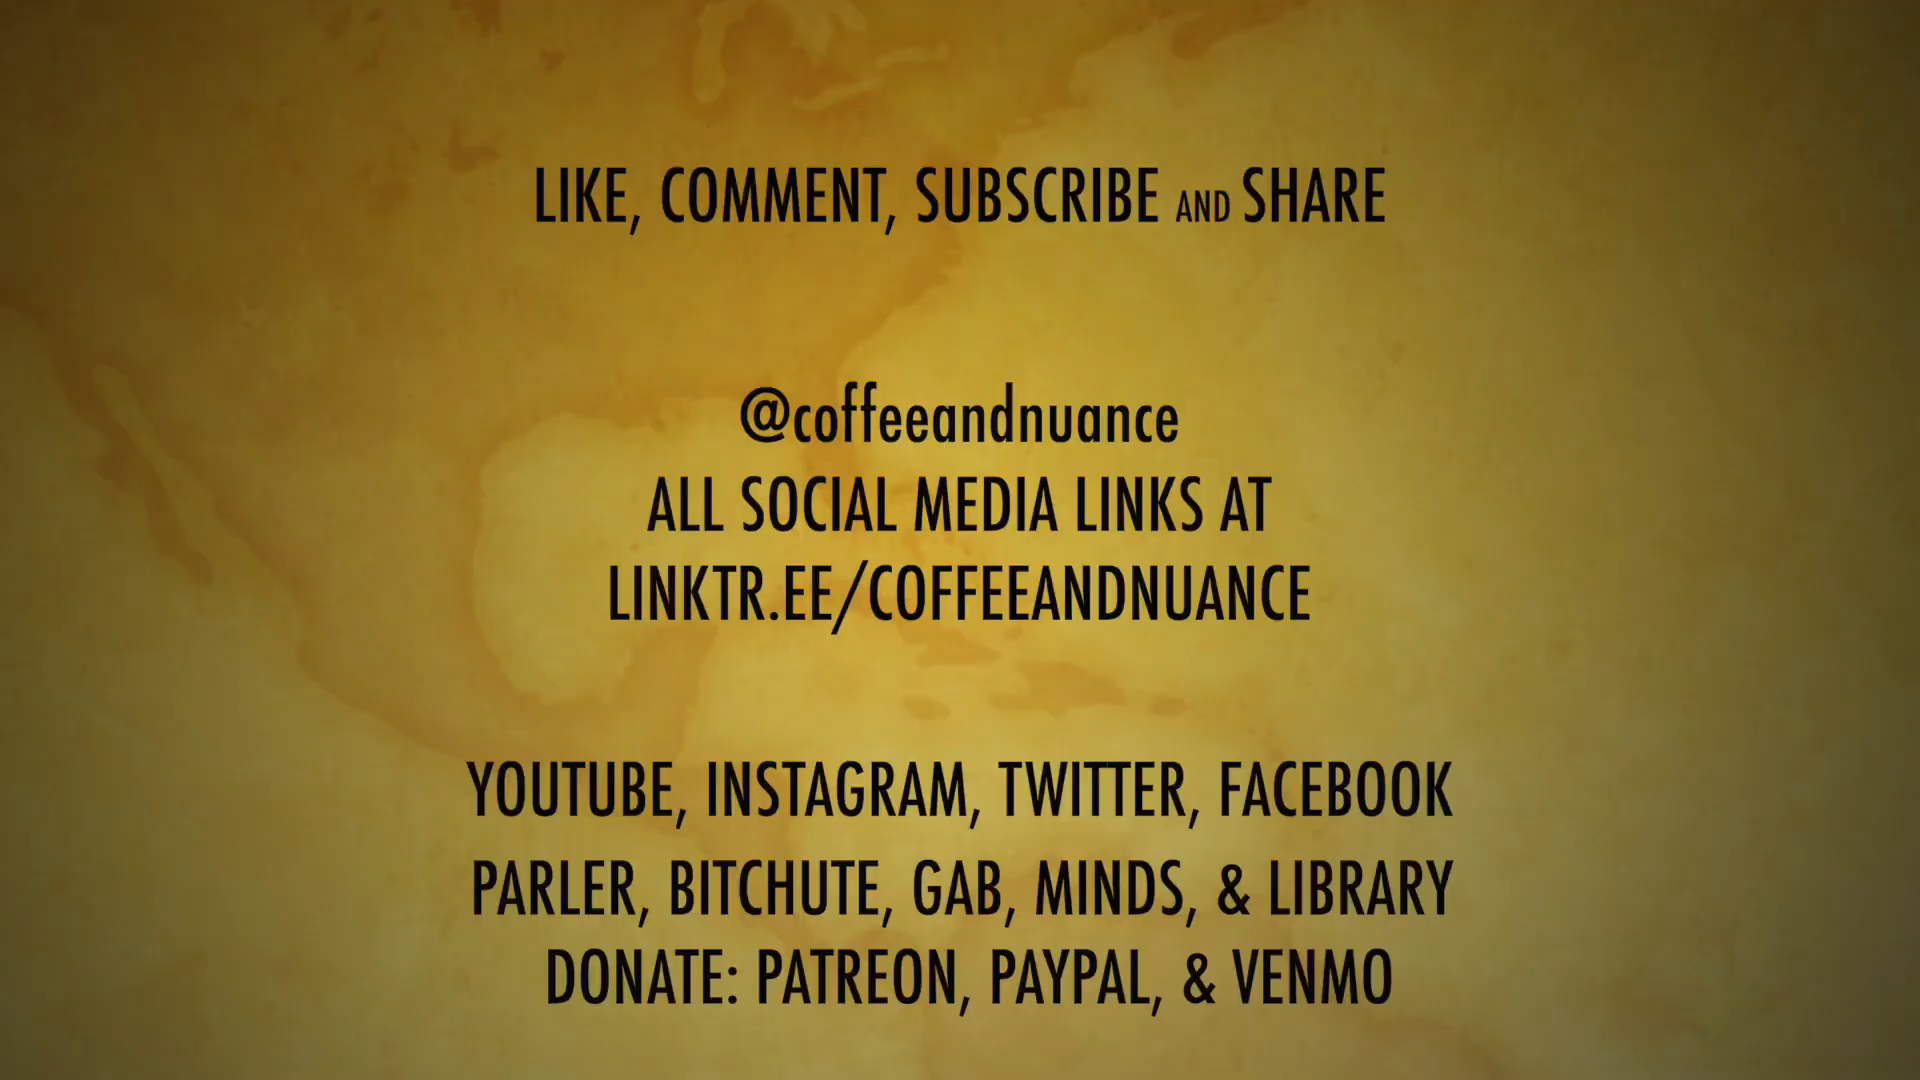 LIKE, COMMENT, SUBSCRIBE AND SHARE
@coffeeandnuance
ALL SOCIAL MEDIA LINKS AT
LINKTR.EE/COFFEEANDNUANCE
YOUTUBE, INSTAGRAM, TWITTER, FACEBOOK
PARLER, BITCHUTE, GAB, MINDS, & LIBRARY
DONATE: PATREON, PAYPAL, & VENMO